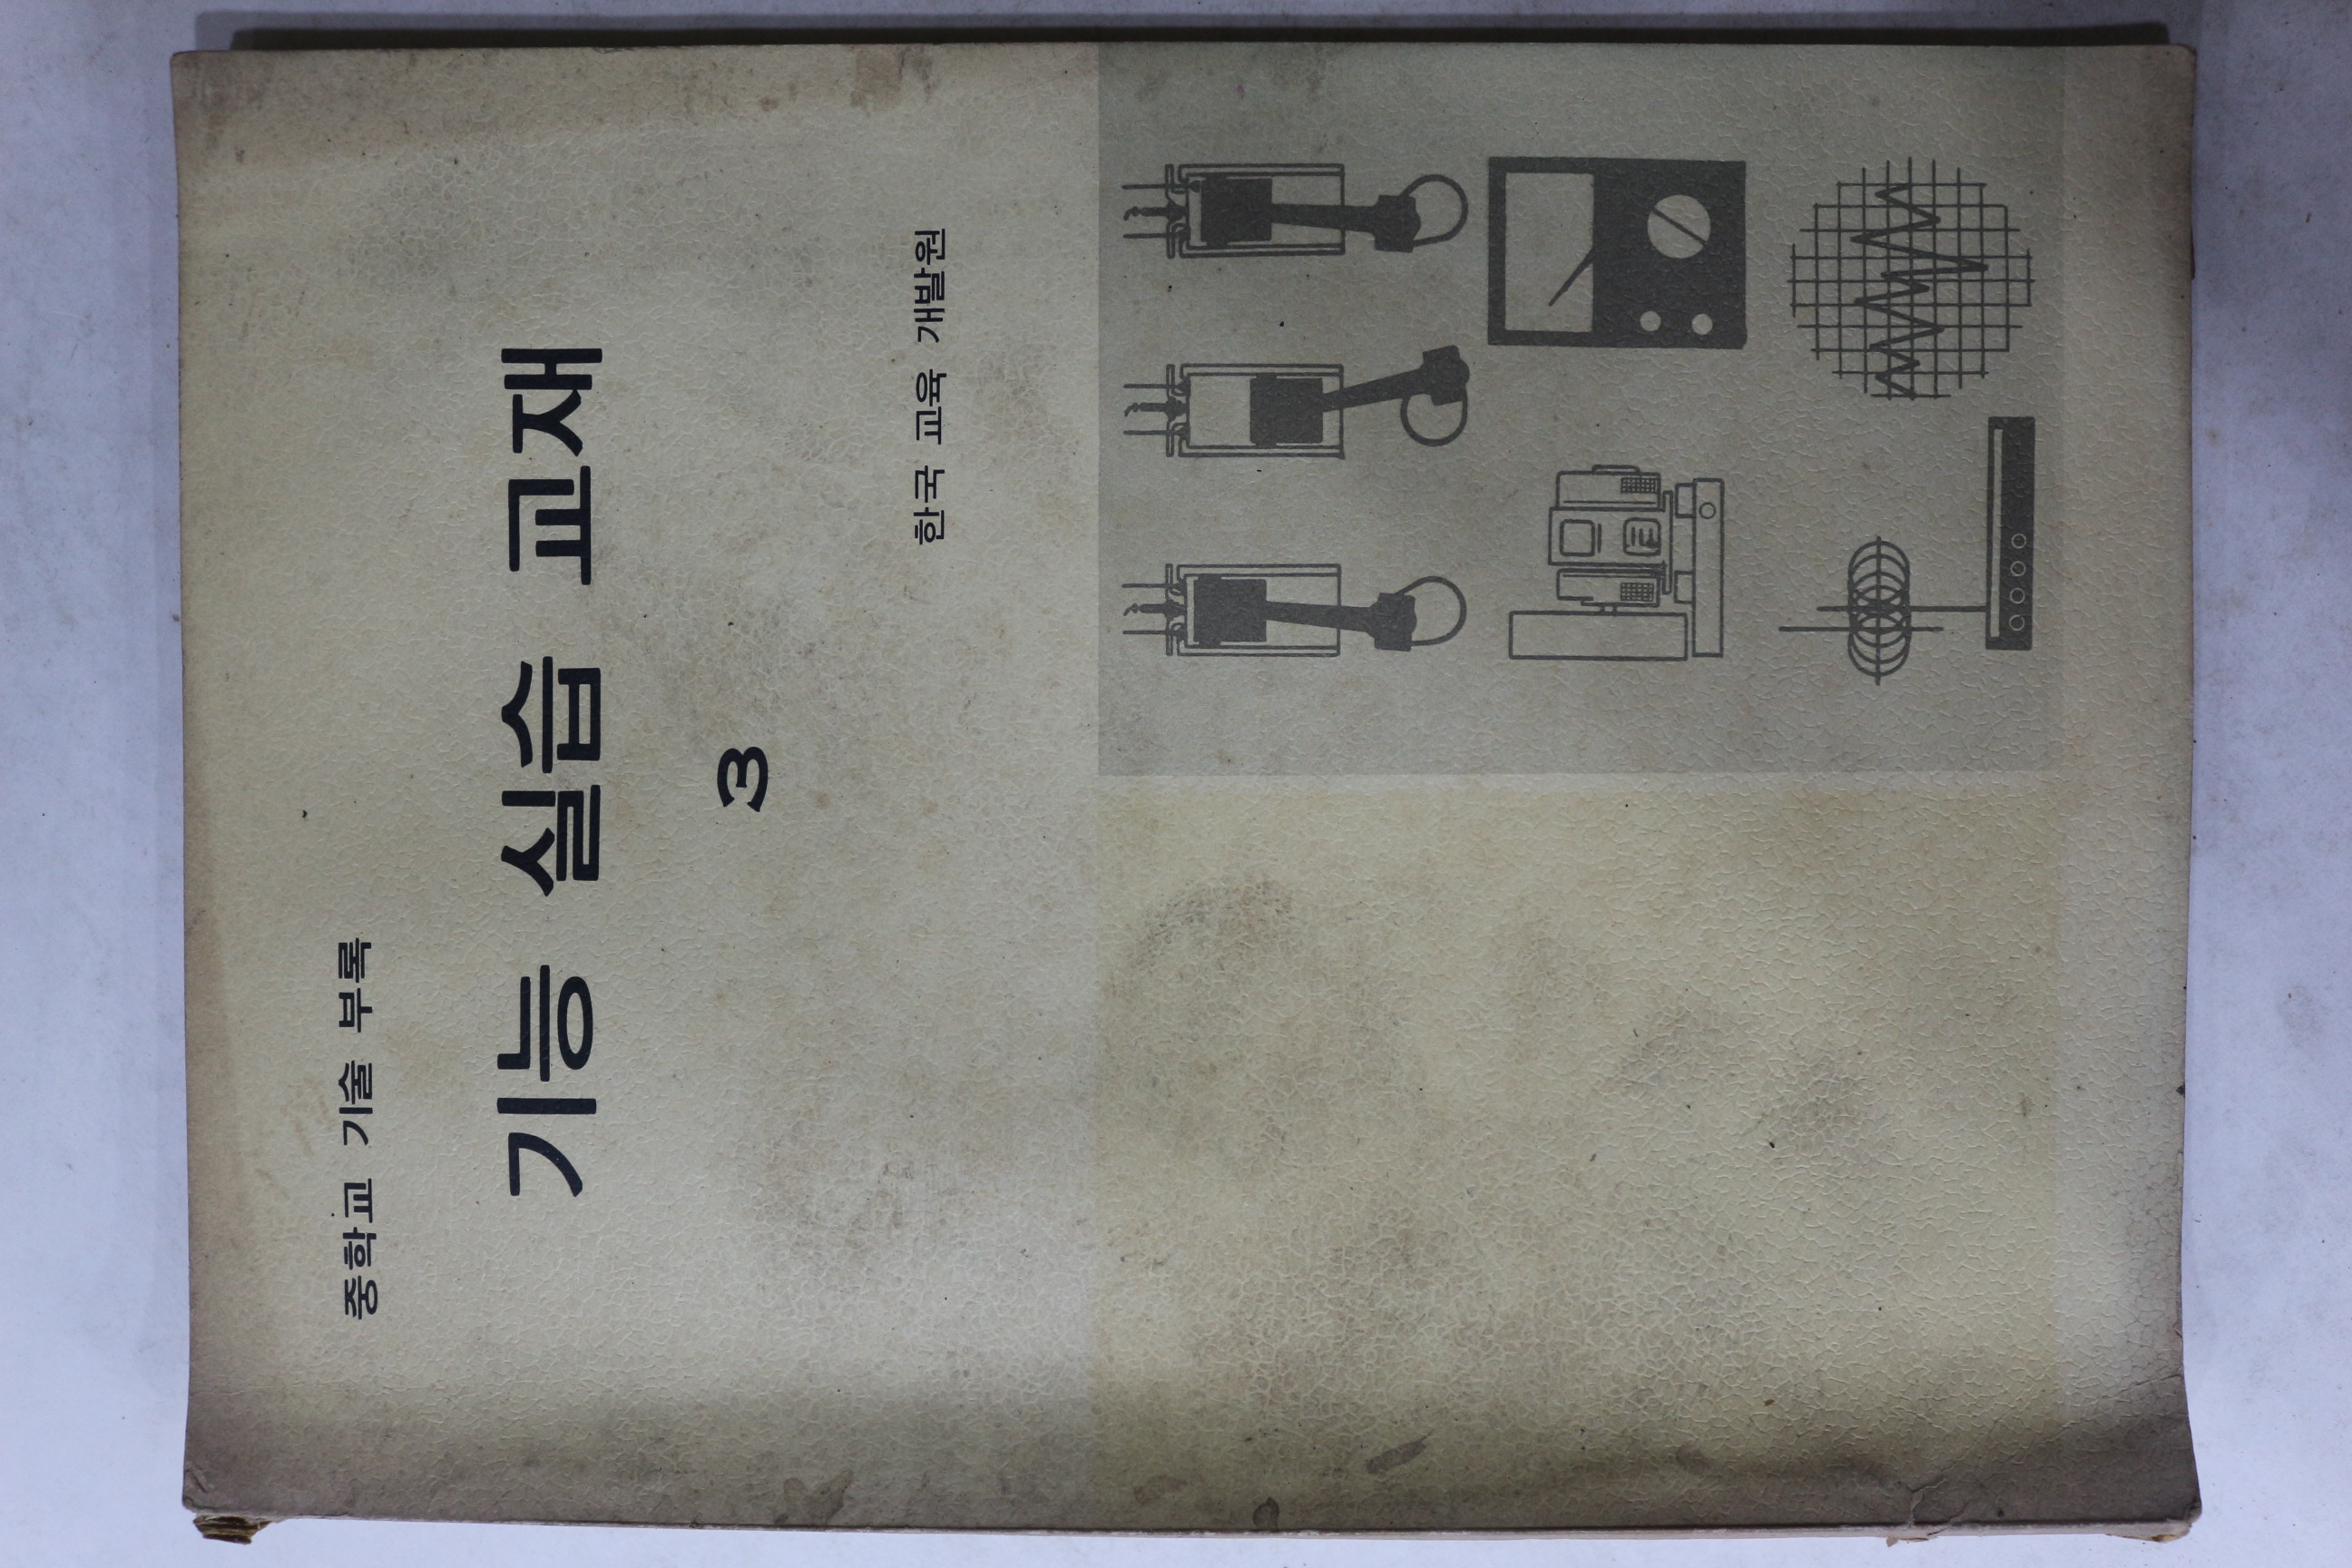 중학교 기술 부록
기능 실습 교재
3
한국 교육 개발원